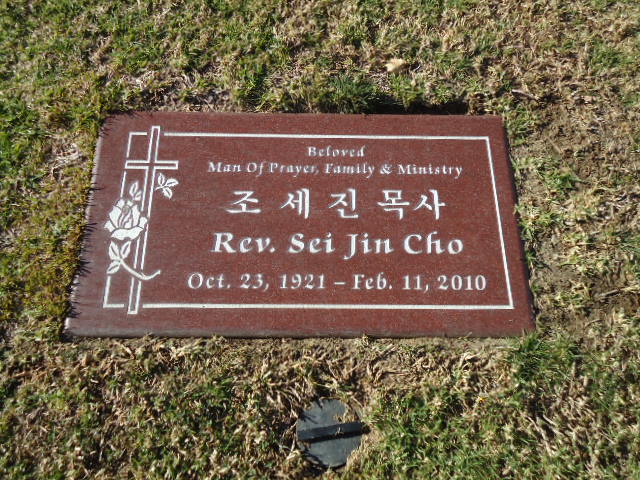 Beloved
Man Of Prayer, Family & Ministry
조 세 진 목사
Rev. Sei Jin Cho
Oct. 23, 1921 – Feb. 11, 2010